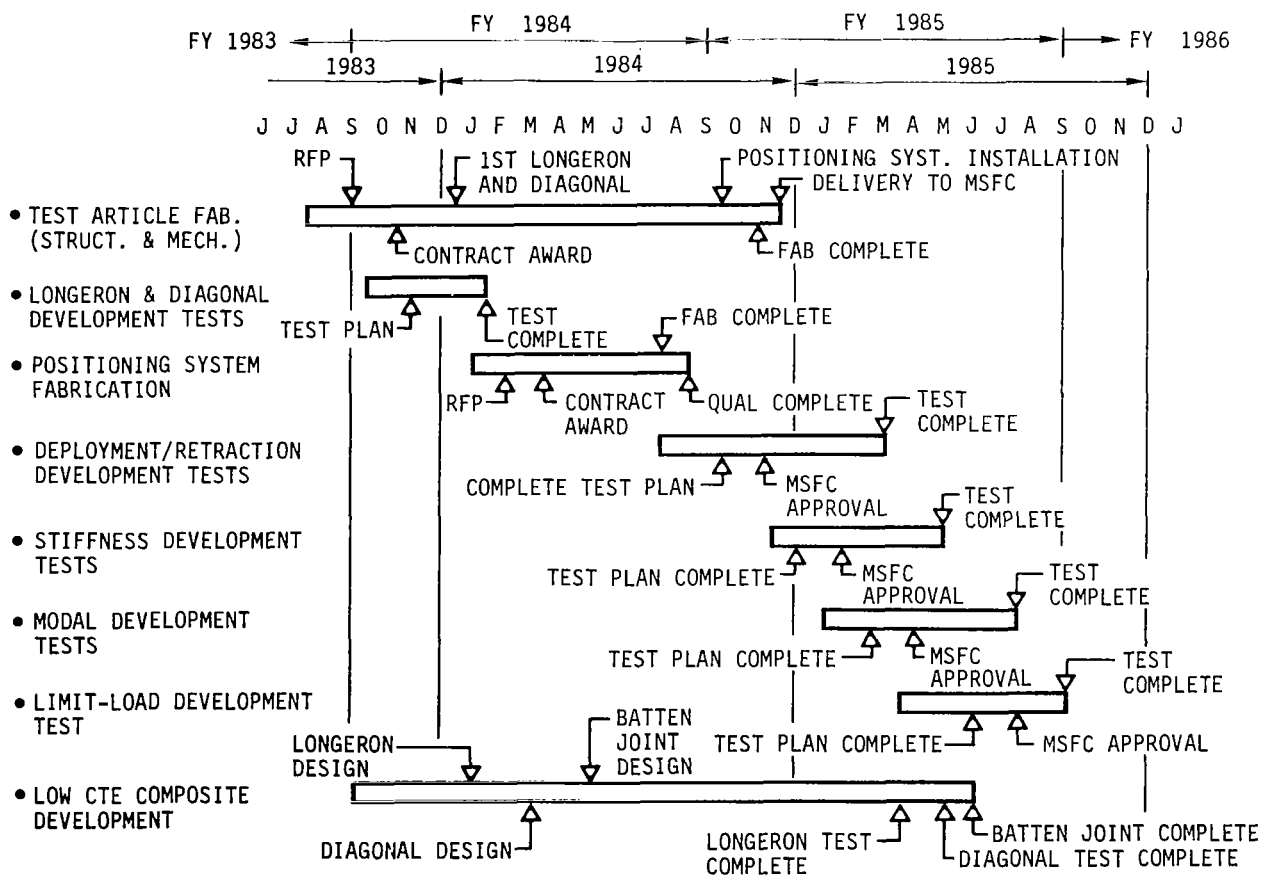 FY 1984
FY 1985
FY 1983
FY 1986
1983
1984
1985
J J A S O N D J F M A M J J A S O N D J F M A M J J A S O N D J
RFP
1ST LONGERON
AND DIAGONAL
POSITIONING SYST. INSTALLATION
DELIVERY TO MSFC
• TEST ARTICLE FAB.
(STRUCT. & MECH.)
CONTRACT AWARD
FAB COMPLETE
• LONGERON & DIAGONAL
DEVELOPMENT TESTS
TEST PLAN
TEST
COMPLETE
FAB COMPLETE
• POSITIONING SYSTEM
FABRICATION
RFP
CONTRACT
AWARD
QUAL COMPLETE
TEST
COMPLETE
• DEPLOYMENT/RETRACTION
DEVELOPMENT TESTS
COMPLETE TEST PLAN
MSFC
APPROVAL
TEST
COMPLETE
• STIFFNESS DEVELOPMENT
TESTS
TEST PLAN COMPLETE
MSFC
APPROVAL
TEST
COMPLETE
• MODAL DEVELOPMENT
TESTS
TEST PLAN COMPLETE
MSFC
APPROVAL
TEST
COMPLETE
• LIMIT-LOAD DEVELOPMENT
TEST
TEST PLAN COMPLETE
MSFC APPROVAL
LONGERON
DESIGN
BATTEN
JOINT
DESIGN
• LOW CTE COMPOSITE
DEVELOPMENT
DIAGONAL DESIGN
LONGERON TEST
COMPLETE
BATTEN JOINT COMPLETE
DIAGONAL TEST COMPLETE